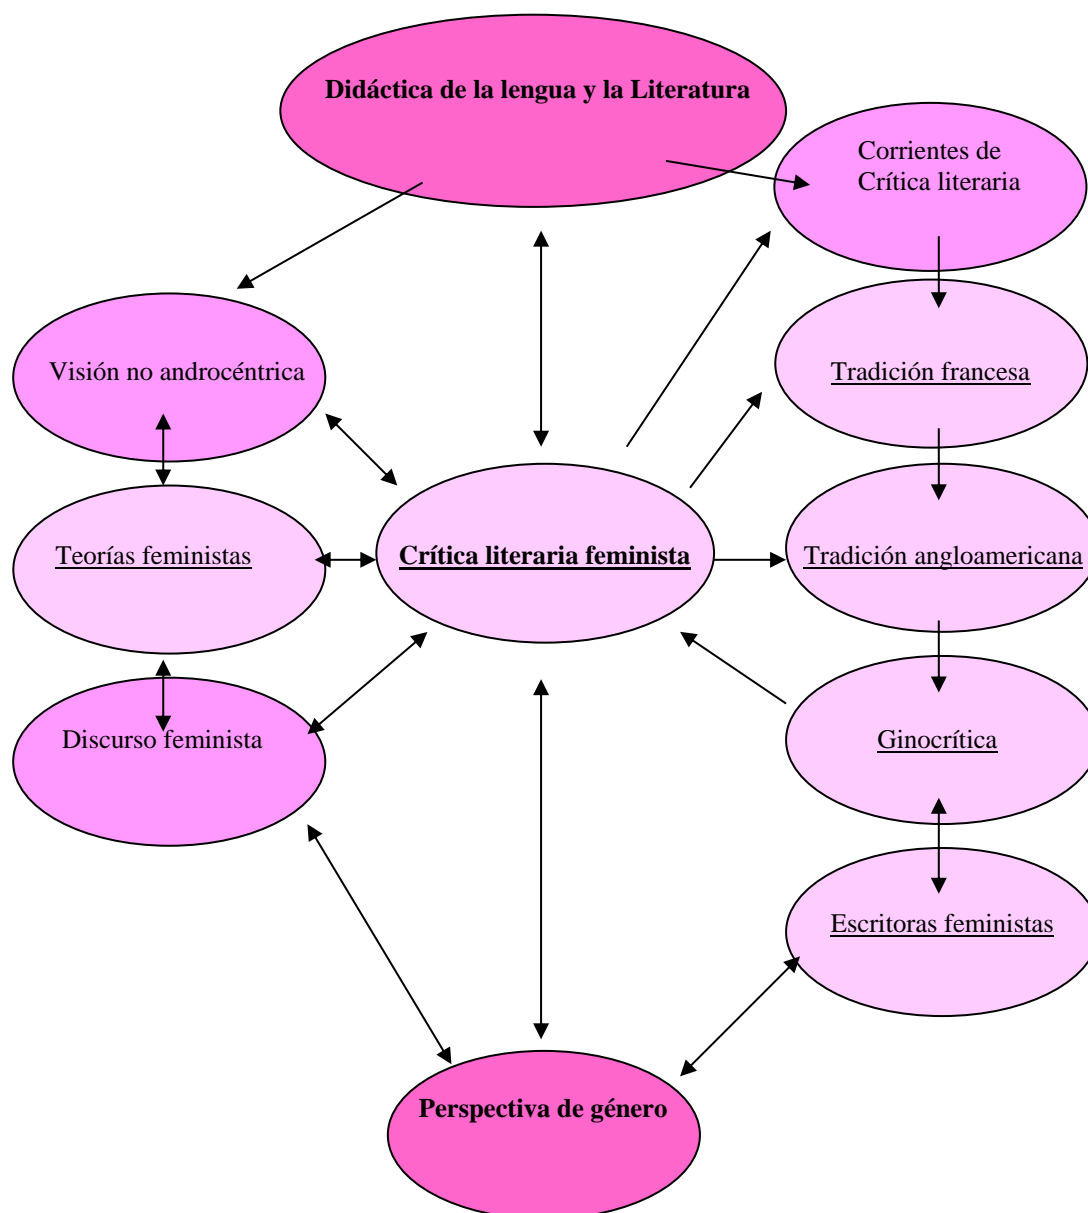 Didáctica de la lengua y la Literatura
Corrientes de
Crítica literaria
Visión no androcéntrica
Tradición francesa
Teorías feministas
Crítica literaria feminista
Tradición angloamericana
Discurso feminista
Ginocrítica
Escritoras feministas
Perspectiva de género